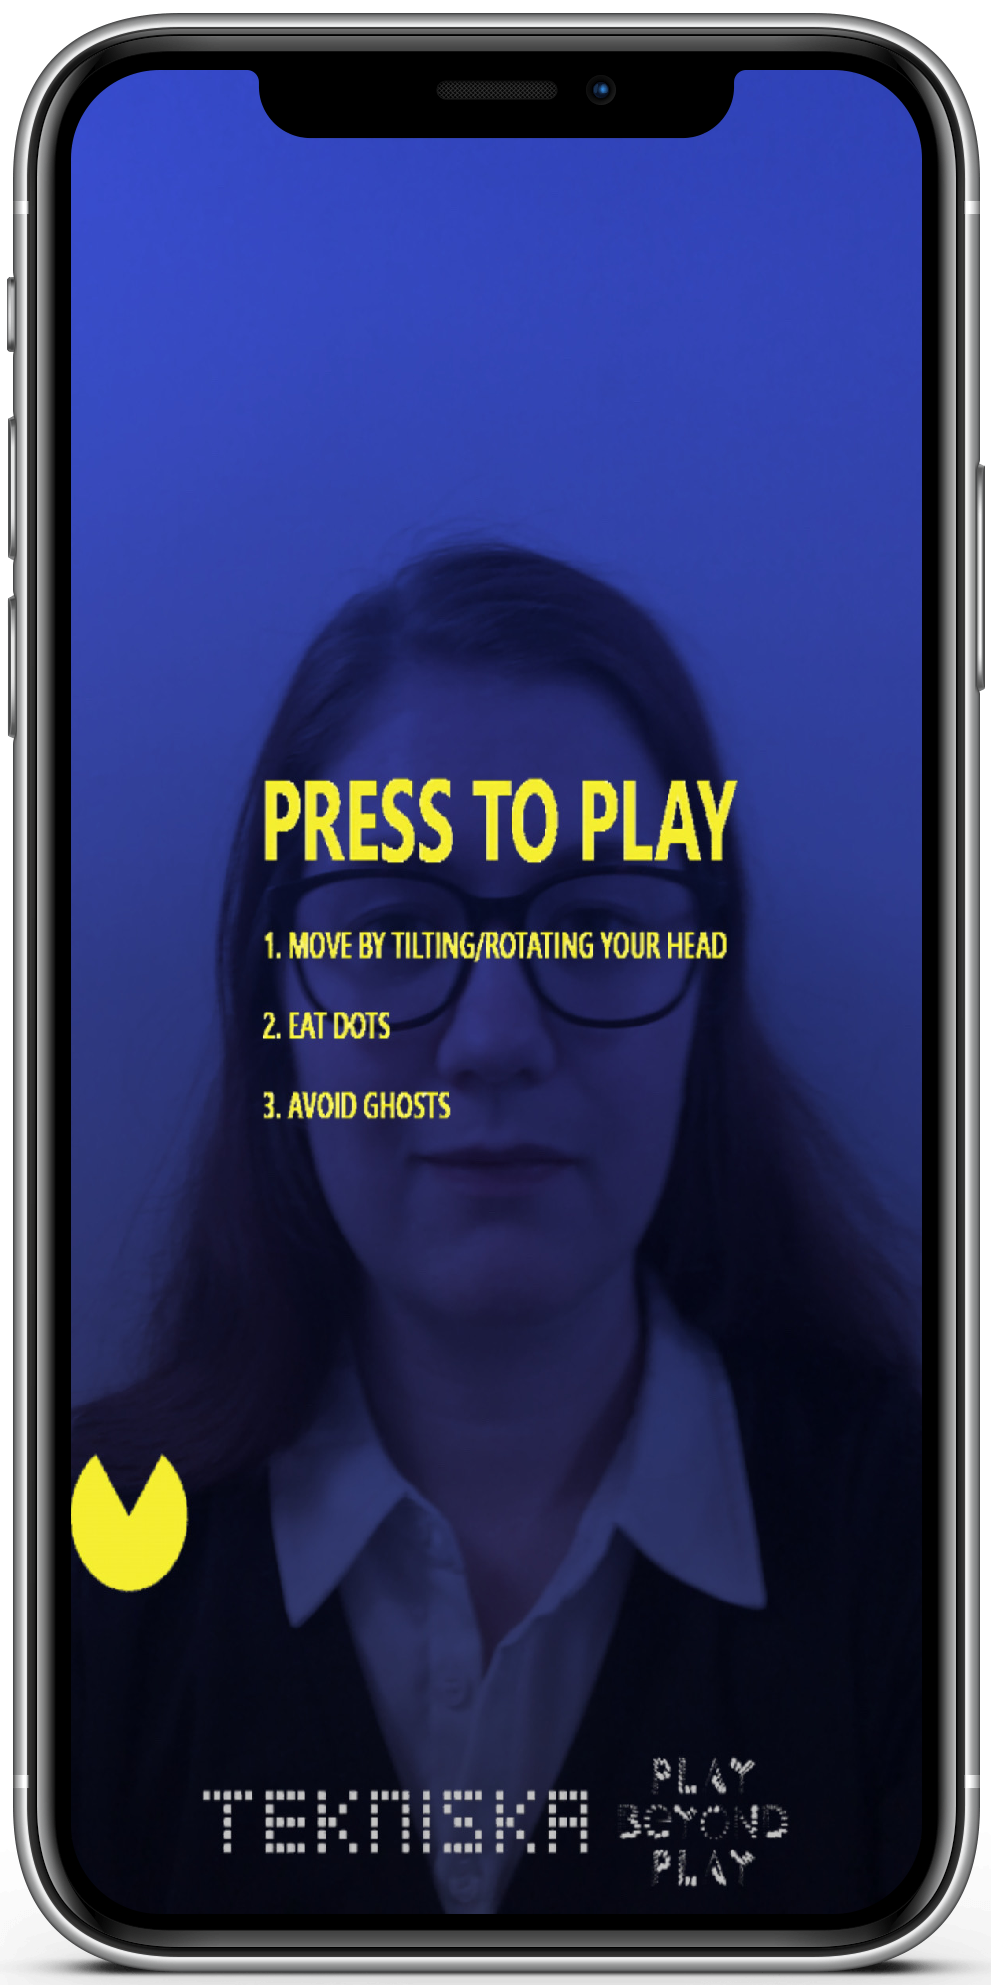 PRESS TO PLAY
1. MOVE BY TILTING/ROTATING YOUR HEAD
2. EAT DOTS
3. AVOID GHOSTS
TEKNISKA
PLAY
BEYOND
PLAY